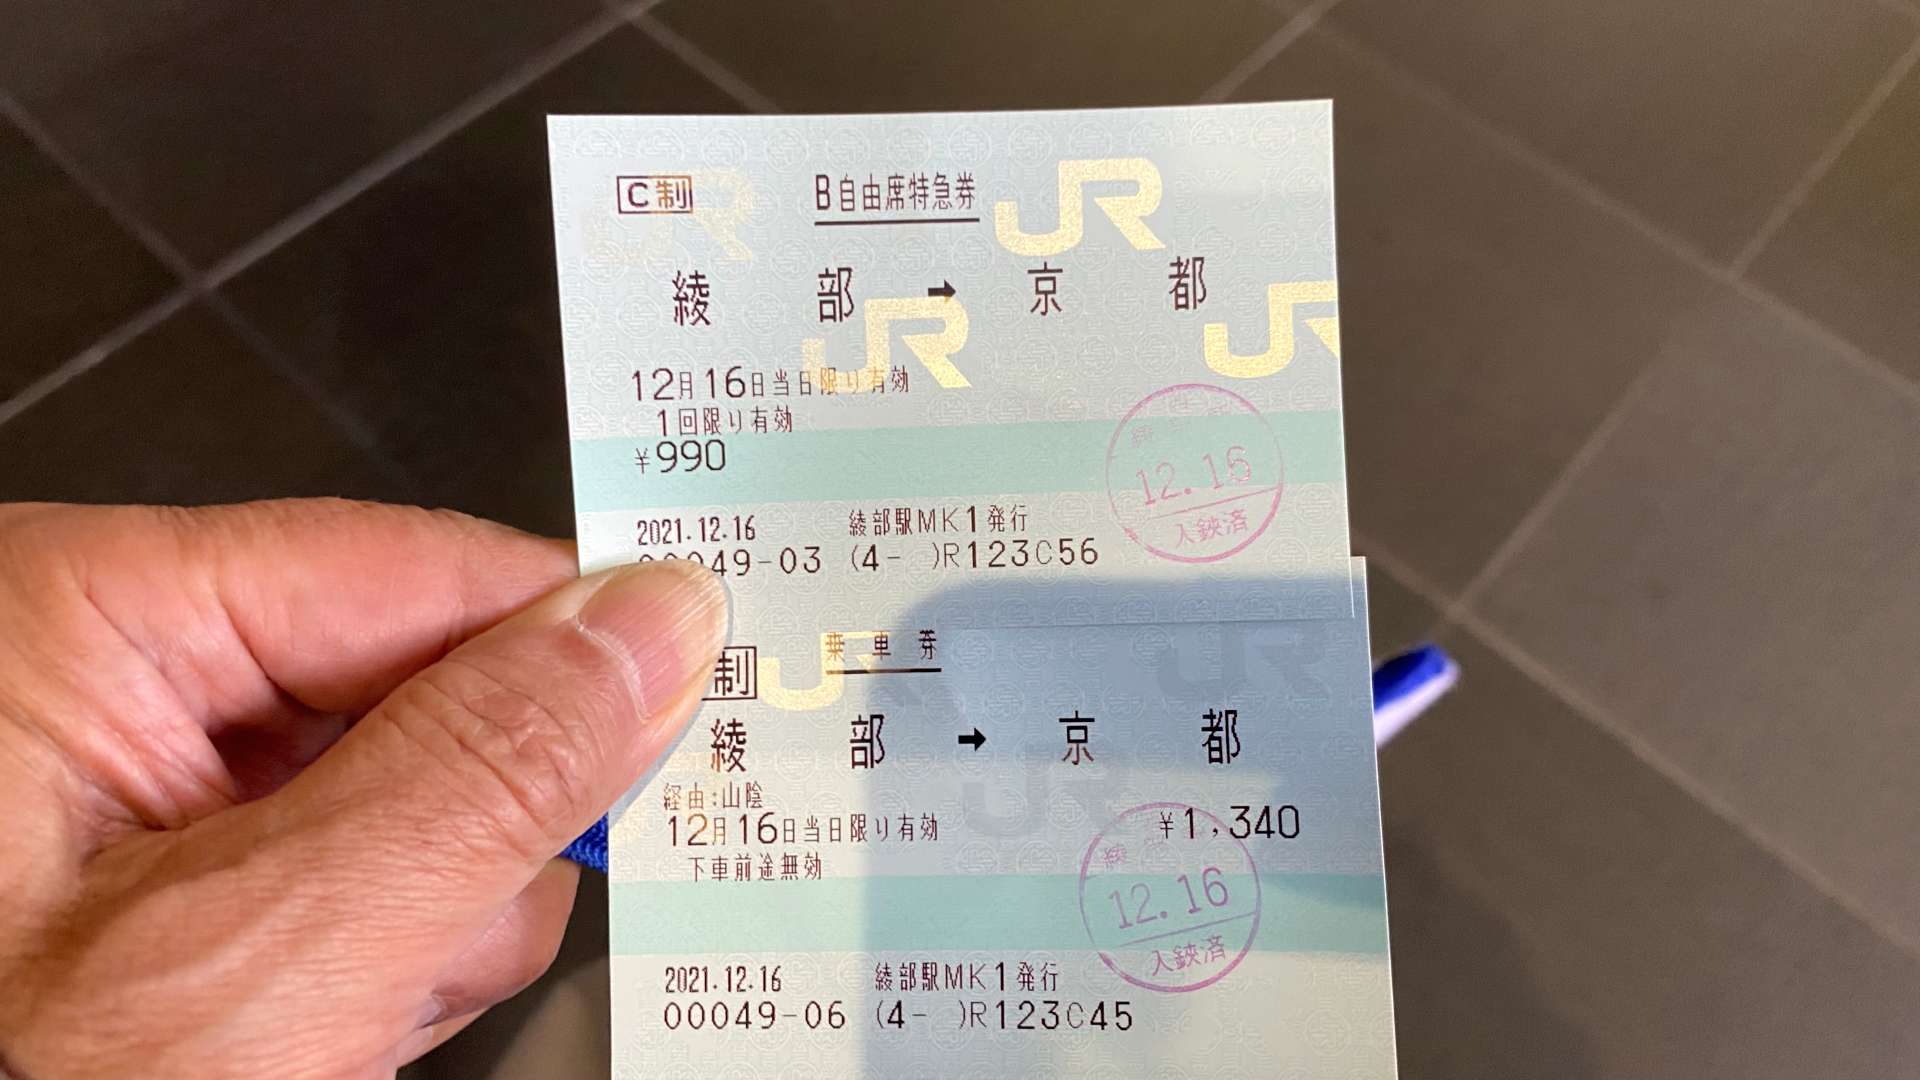 C制 B自由席特急券 JR
綾部→京都
JR JR
12月16日当日限り有効
1回限り有効
¥990
12.16
入鋏済
2021.12.16 綾部駅MK1発行
49-03 (4- )R123C56
制 乗車券
綾部→京都
経由:山陰
12月16日当日限り有効 ¥1,340
下車前途無効
12.16
入鋏済
2021.12.16 綾部駅MK1発行
00049-06 (4- )R123C45